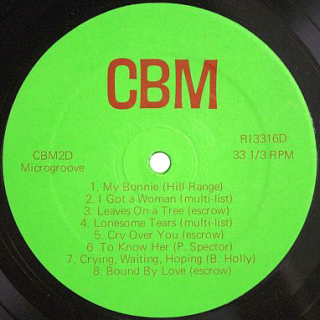 CBM
RI3316D
CBM2D 33 1/3 RPM
Microgroove
1. My Bonnie (Hill-Range)
2. I Got a Woman (multi-list)
3. Leaves On a Tree (escrow)
4. Lonesome Tears (multi-list)
5. Cry Over You (escrow)
6. To Know Her (P. Spector)
7. Crying, Waiting, Hoping (B. Holly)
8. Bound By Love (escrow)